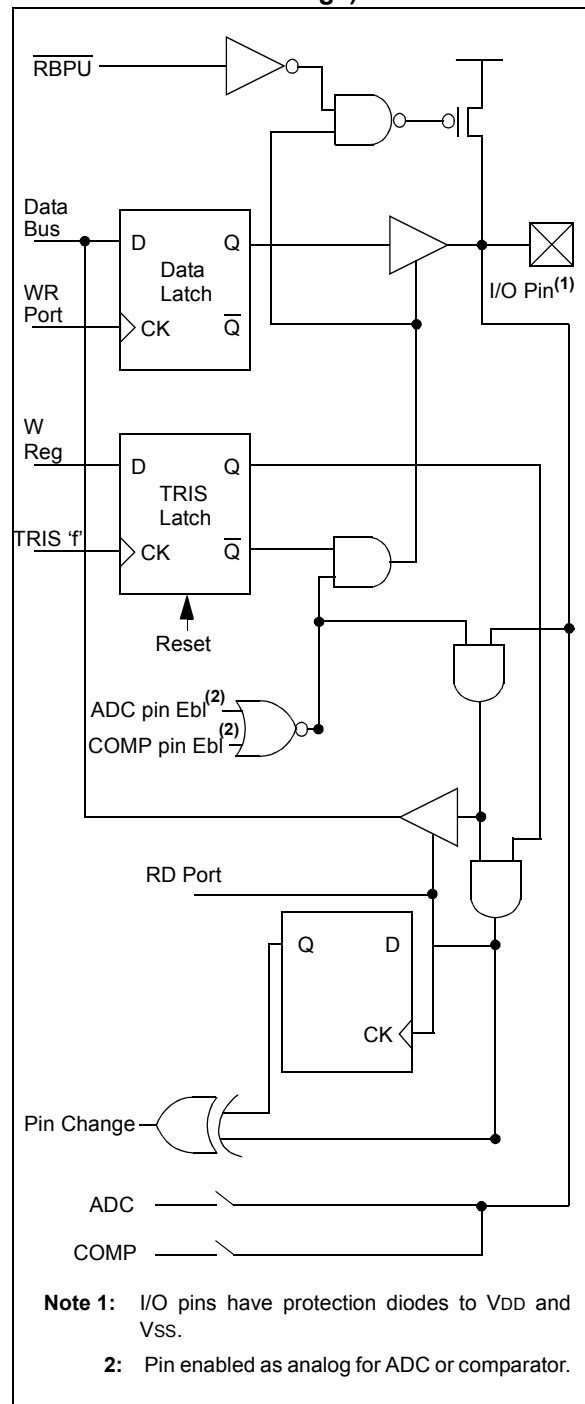 RBPU
Data
Bus
D Q
Data
Latch
I/O Pin(1)
WR
Port
CK Q
W
Reg
D Q
TRIS
Latch
TRIS ‘f’
CK Q
Reset
ADC pin Ebl(2)
COMP pin Ebl(2)
RD Port
Q D
CK
Pin Change
ADC
COMP
Note 1: I/O pins have protection diodes to VDD and
VSS.
2: Pin enabled as analog for ADC or comparator.